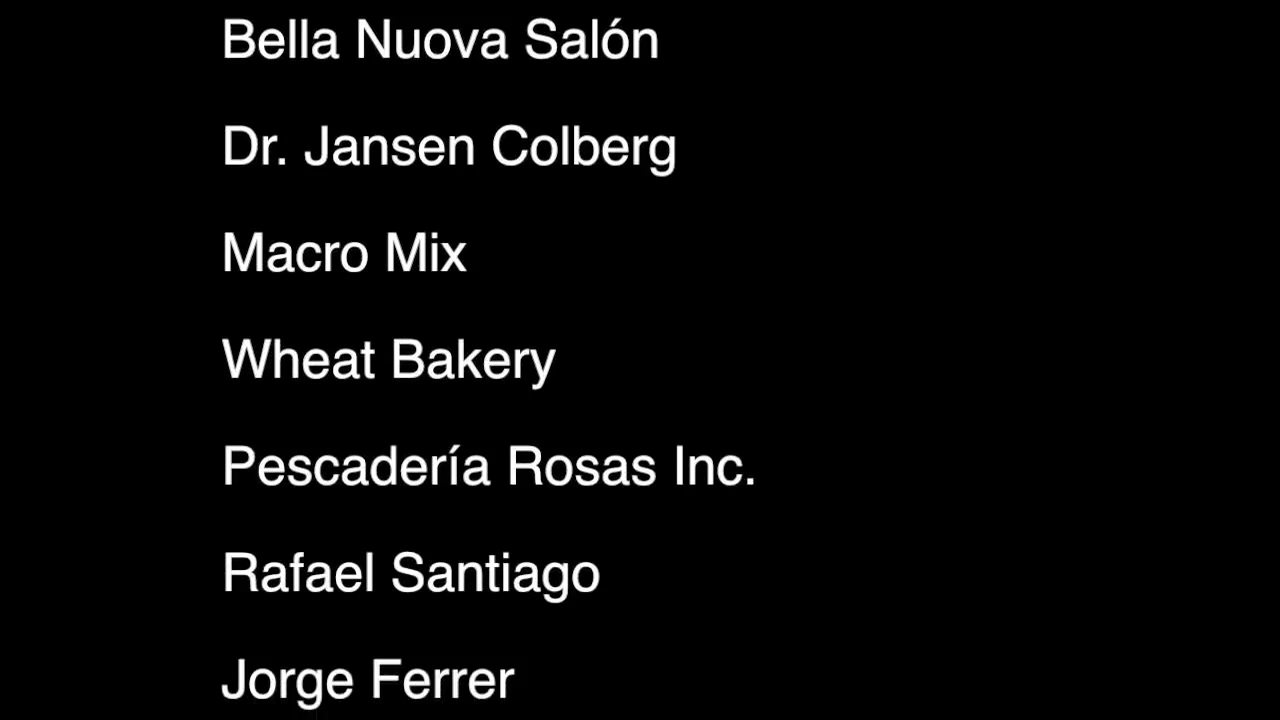 Bella Nuova Salón
Dr. Jansen Colberg
Macro Mix
Wheat Bakery
Pescadería Rosas Inc.
Rafael Santiago
Jorge Ferrer